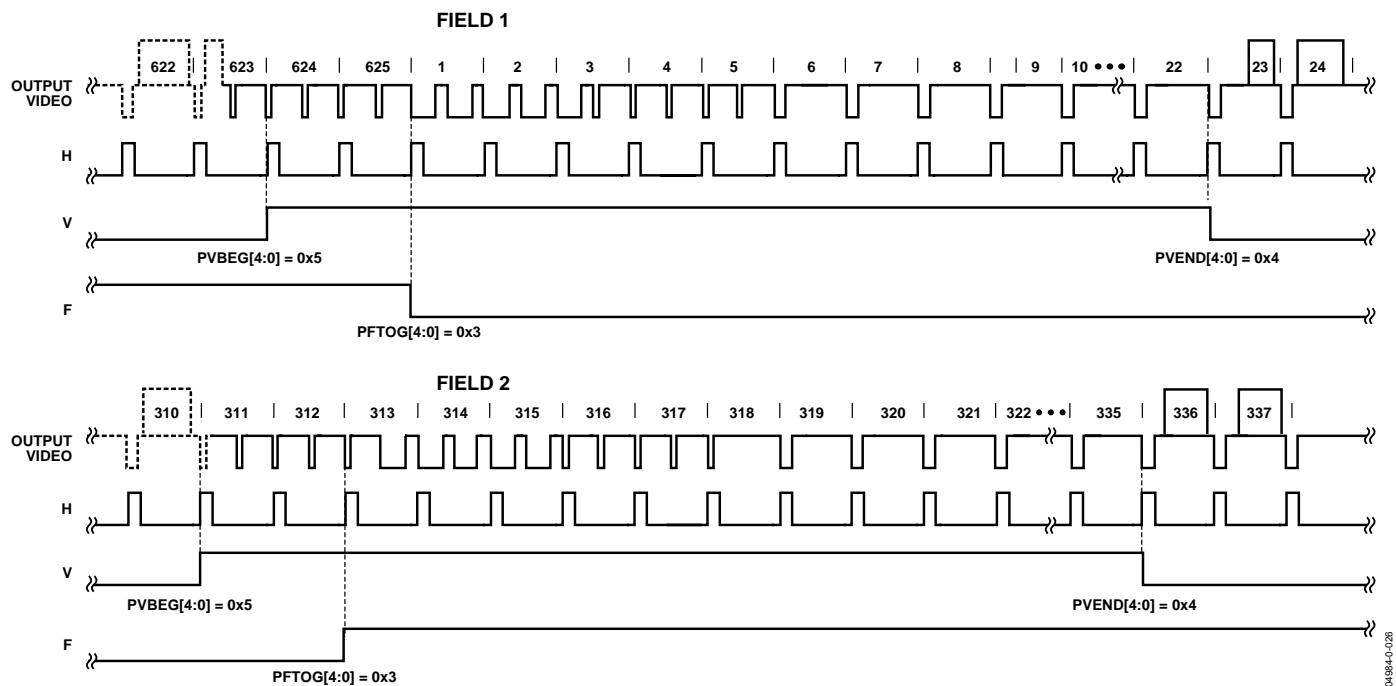 FIELD 1
622 623 624 625 1 2 3 4 5 6 7 8 9 10 ••• 22 23 24
OUTPUT
VIDEO
H
V
PVBEG[4:0] = 0x5
PVEND[4:0] = 0x4
F
PFTOG[4:0] = 0x3
FIELD 2
310 311 312 313 314 315 316 317 318 319 320 321 322 ••• 335 336 337
OUTPUT
VIDEO
H
V
PVBEG[4:0] = 0x5
PVEND[4:0] = 0x4
F
PFTOG[4:0] = 0x3
04984-0-026